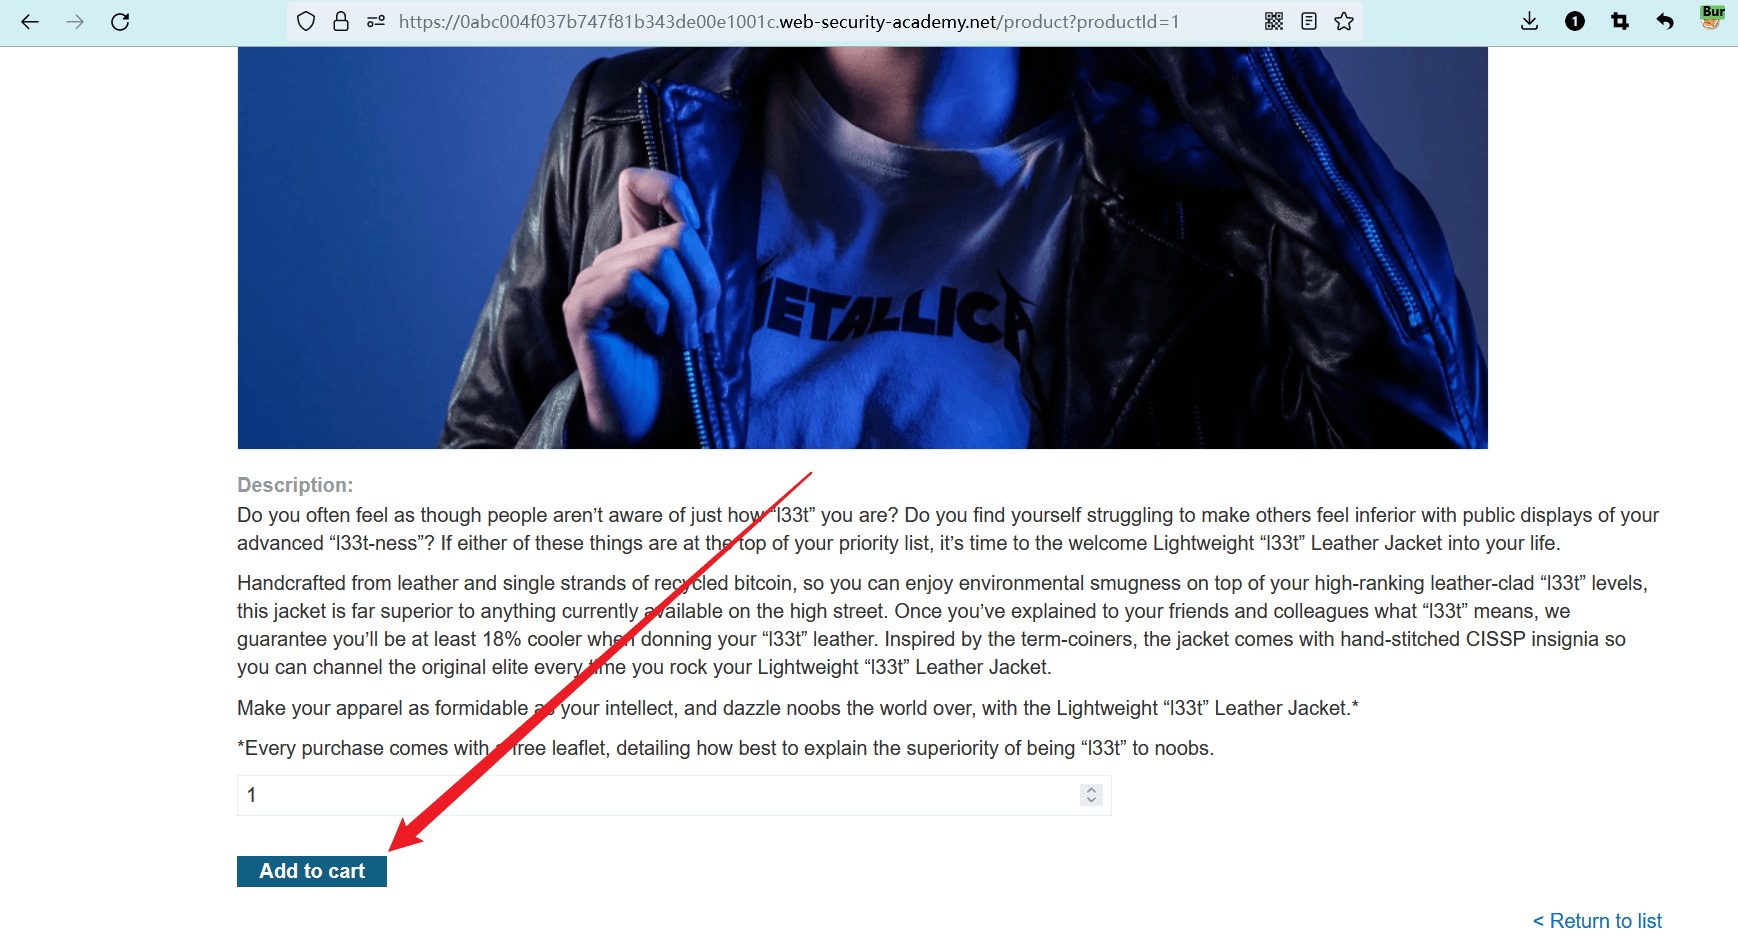 https://0abc004f037b747f81b343de00e1001c.web-security-academy.net/product?productId=1
1
Bur
METALLICA
Description:
Do you often feel as though people aren’t aware of just how “l33t” you are? Do you find yourself struggling to make others feel inferior with public displays of your
advanced “l33t-ness”? If either of these things are at the top of your priority list, it’s time to the welcome Lightweight “l33t” Leather Jacket into your life.
Handcrafted from leather and single strands of recycled bitcoin, so you can enjoy environmental smugness on top of your high-ranking leather-clad “l33t” levels,
this jacket is far superior to anything currently available on the high street. Once you’ve explained to your friends and colleagues what “l33t” means, we
guarantee you’ll be at least 18% cooler when donning your “l33t” leather. Inspired by the term-coiners, the jacket comes with hand-stitched CISSP insignia so
you can channel the original elite every time you rock your Lightweight “l33t” Leather Jacket.
Make your apparel as formidable as your intellect, and dazzle noobs the world over, with the Lightweight “l33t” Leather Jacket.*
*Every purchase comes with a free leaflet, detailing how best to explain the superiority of being “l33t” to noobs.
1
Add to cart
< Return to list